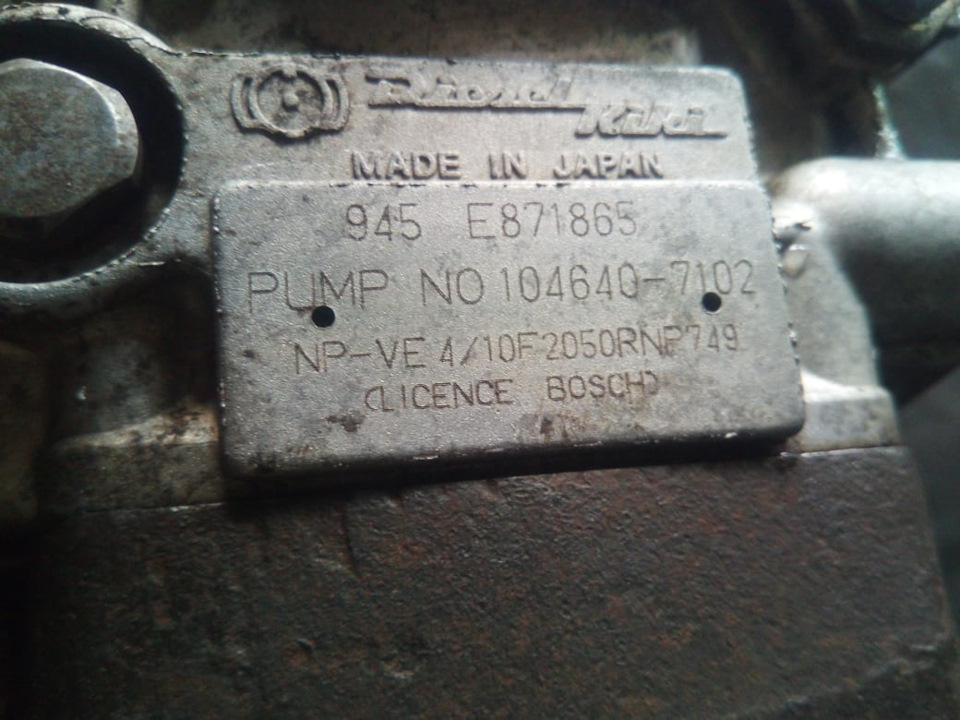 Diesel
Kiki
MADE IN JAPAN
945 E871865
PUMP NO 104640-7102
NP-VE 4/10F2050RNP749
(LICENCE BOSCH)